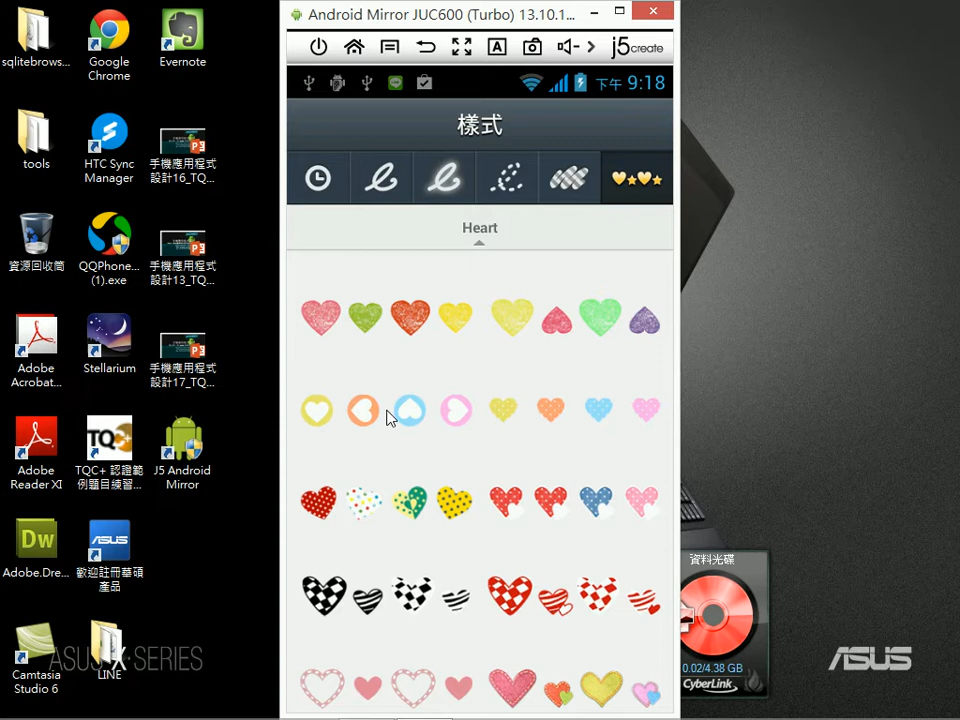 sqlitebrows...
Google
Chrome
Evernote
tools
HTC Sync
Manager
手機應用程式
設計16_TQ...
資源回收筒
QQPhone...
(1).exe
手機應用程式
設計13_TQ...
Adobe
Acrobat...
Stellarium
手機應用程式
設計17_TQ...
Adobe
Reader XI
TQC+
TQC+ 認證範
例題目練習...
J5 Android
Mirror
Dw
Adobe.Dre...
ASUS
歡迎註冊華碩
產品
Camtasia
Studio 6
LINE
ASUS X-SERIES
Android Mirror JUC600 (Turbo) 13.10.1...
A
j5create
下午 9:18
樣式
Heart
資料光碟
0.02/4.38 GB
CyberLink
ASUS